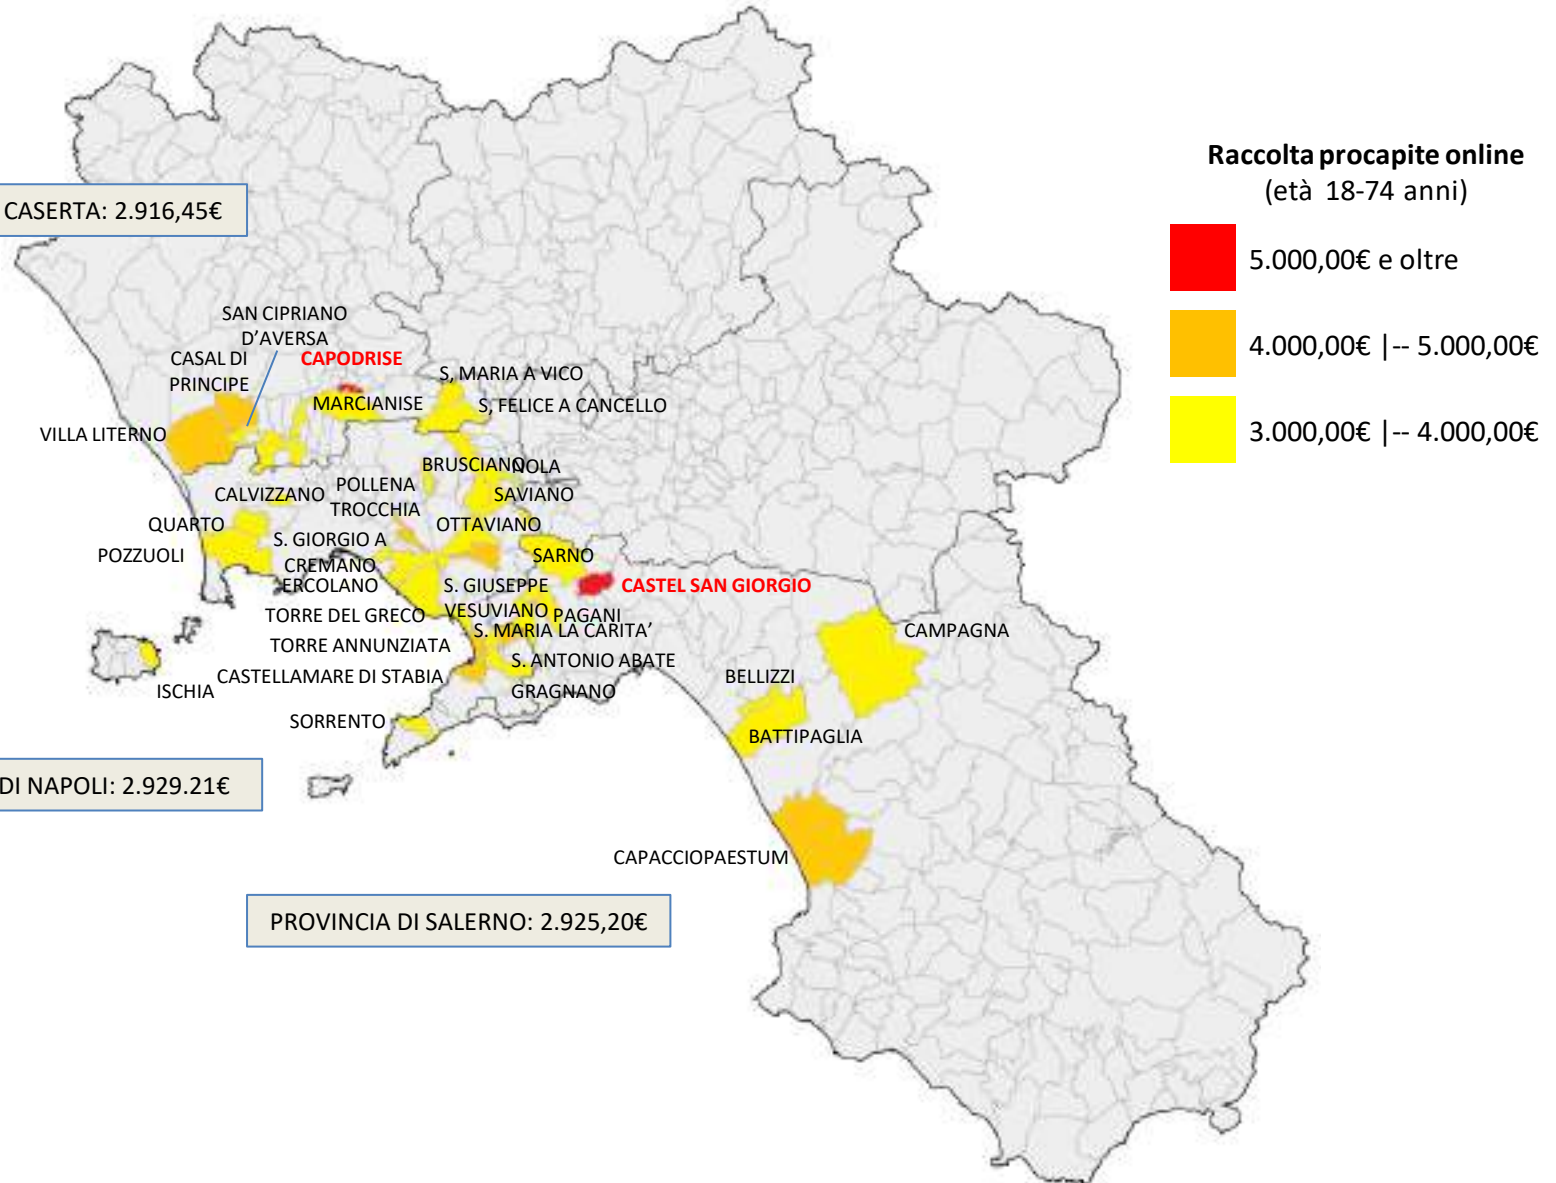 Raccolta procapite online
(età 18-74 anni)
5.000,00€ e oltre
4.000,00€ |-- 5.000,00€
3.000,00€ |-- 4.000,00€
CASERTA: 2.916,45€
SAN CIPRIANO
D’AVERSA
CASAL DI
PRINCIPE
CAPODRISE
S, MARIA A VICO
MARCIANISE
S, FELICE A CANCELLO
VILLA LITERNO
BRUSCIANO
NOLA
CALVIZZANO
POLLENA
TROCCHIA
SAVIANO
QUARTO
OTTAVIANO
POZZUOLI
S. GIORGIO A
CREMANO
SARNO
ERCOLANO
S. GIUSEPPE
VESUVIANO
CASTEL SAN GIORGIO
TORRE DEL GRECO
PAGANI
S. MARIA LA CARITA’
CAMPAGNA
TORRE ANNUNZIATA
S. ANTONIO ABATE
CASTELLAMARE DI STABIA
BELLIZZI
ISCHIA
GRAGNANO
SORRENTO
BATTIPAGLIA
DI NAPOLI: 2.929.21€
CAPACCIOPAESTUM
PROVINCIA DI SALERNO: 2.925,20€